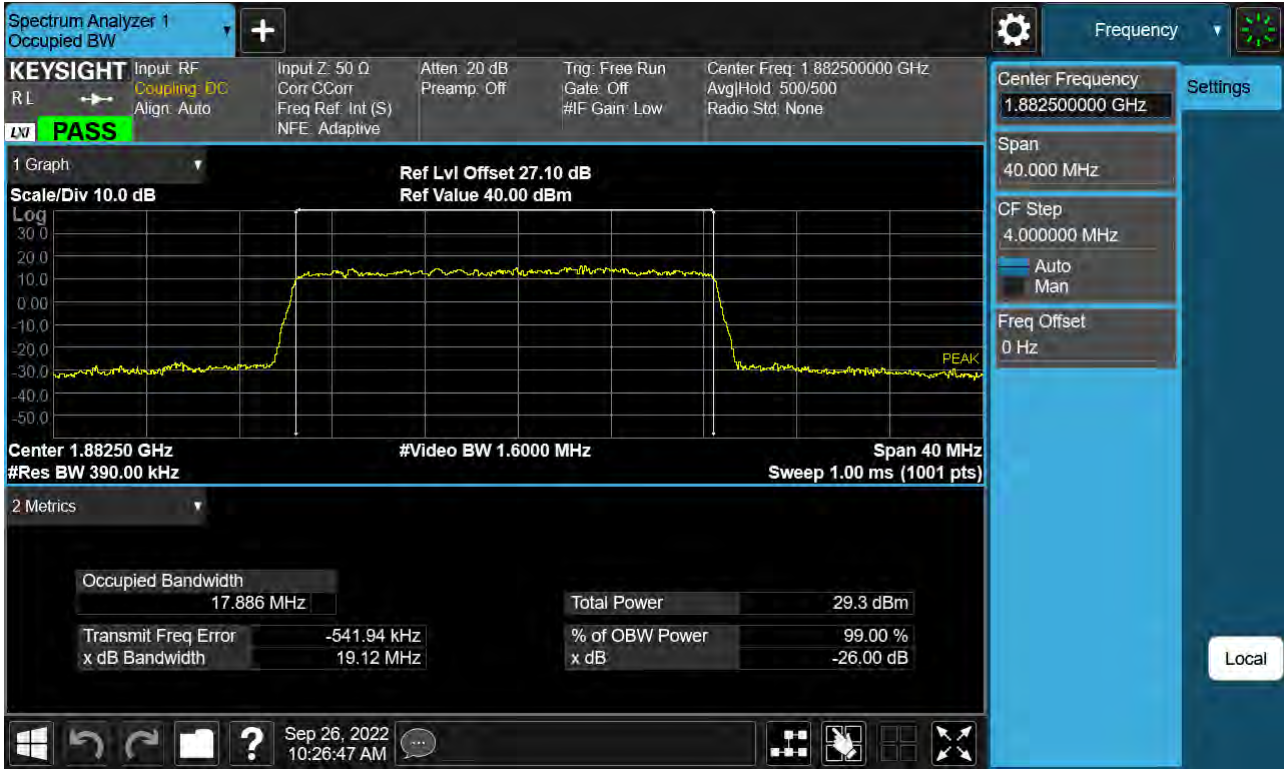 Spectrum Analyzer 1
Occupied BW
Frequency
KEYSIGHT
RL
LXI
PASS
Input: RF
Coupling: DC
Align: Auto
Input Z: 50 Ω
Corr CCorr
Freq Ref: Int (S)
NFE: Adaptive
Atten: 20 dB
Preamp: Off
Trig: Free Run
Gate: Off
#IF Gain: Low
Center Freq: 1.882500000 GHz
Avg|Hold: 500/500
Radio Std: None
1 Graph
Scale/Div 10.0 dB
Ref Lvl Offset 27.10 dB
Ref Value 40.00 dBm
Log
30.0
20.0
10.0
0.00
-10.0
-20.0
-30.0
-40.0
-50.0
PEAK
Center 1.88250 GHz
#Video BW 1.6000 MHz
Span 40 MHz
#Res BW 390.00 kHz
Sweep 1.00 ms (1001 pts)
2 Metrics
Occupied Bandwidth
17.886 MHz
Total Power 29.3 dBm
Transmit Freq Error -541.94 kHz
% of OBW Power 99.00 %
x dB Bandwidth 19.12 MHz
x dB -26.00 dB
Center Frequency
1.882500000 GHz
Settings
Span
40.000 MHz
CF Step
4.000000 MHz
Auto
Man
Freq Offset
0 Hz
Local
?
Sep 26, 2022
10:26:47 AM